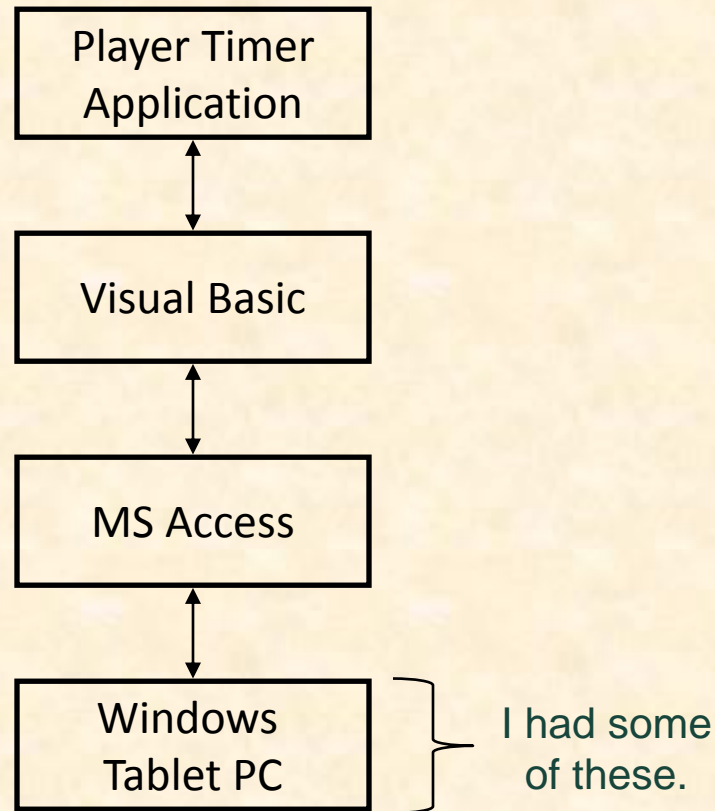 Player Timer
Application
Visual Basic
MS Access
Windows
Tablet PC
I had some
of these.